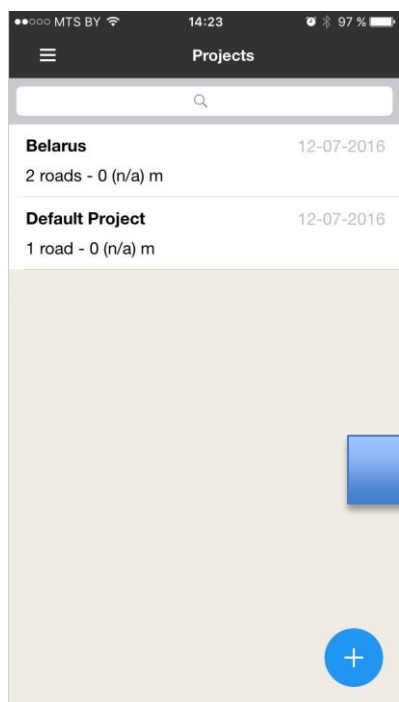 MTS BY 14:23 97 %
Projects
Belarus 12-07-2016
2 roads - 0 (n/a) m
Default Project 12-07-2016
1 road - 0 (n/a) m